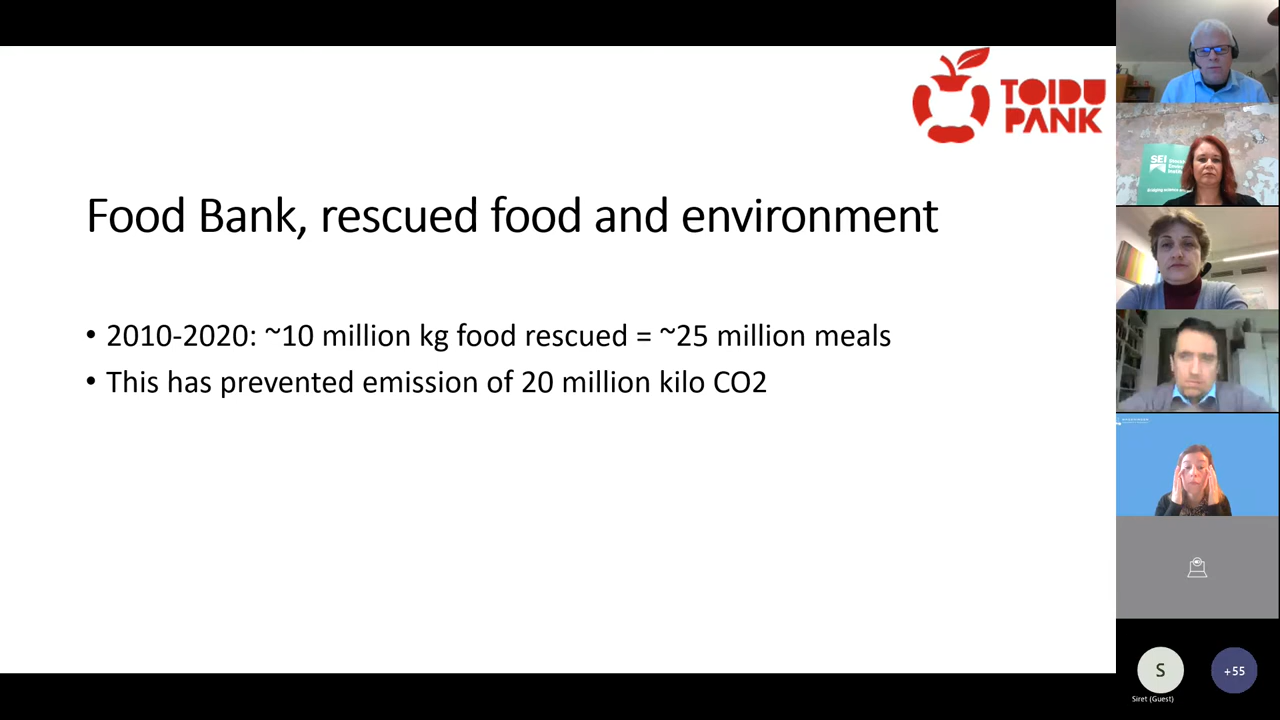 TOIDU
PANK
Food Bank, rescued food and environment
• 2010-2020: ~10 million kg food rescued = ~25 million meals
• This has prevented emission of 20 million kilo CO2
SEI
S
+55
Siret (Guest)